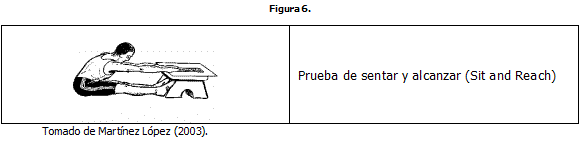 Figura 6.
Prueba de sentar y alcanzar (Sit and Reach)
Tomado de Martínez López (2003).